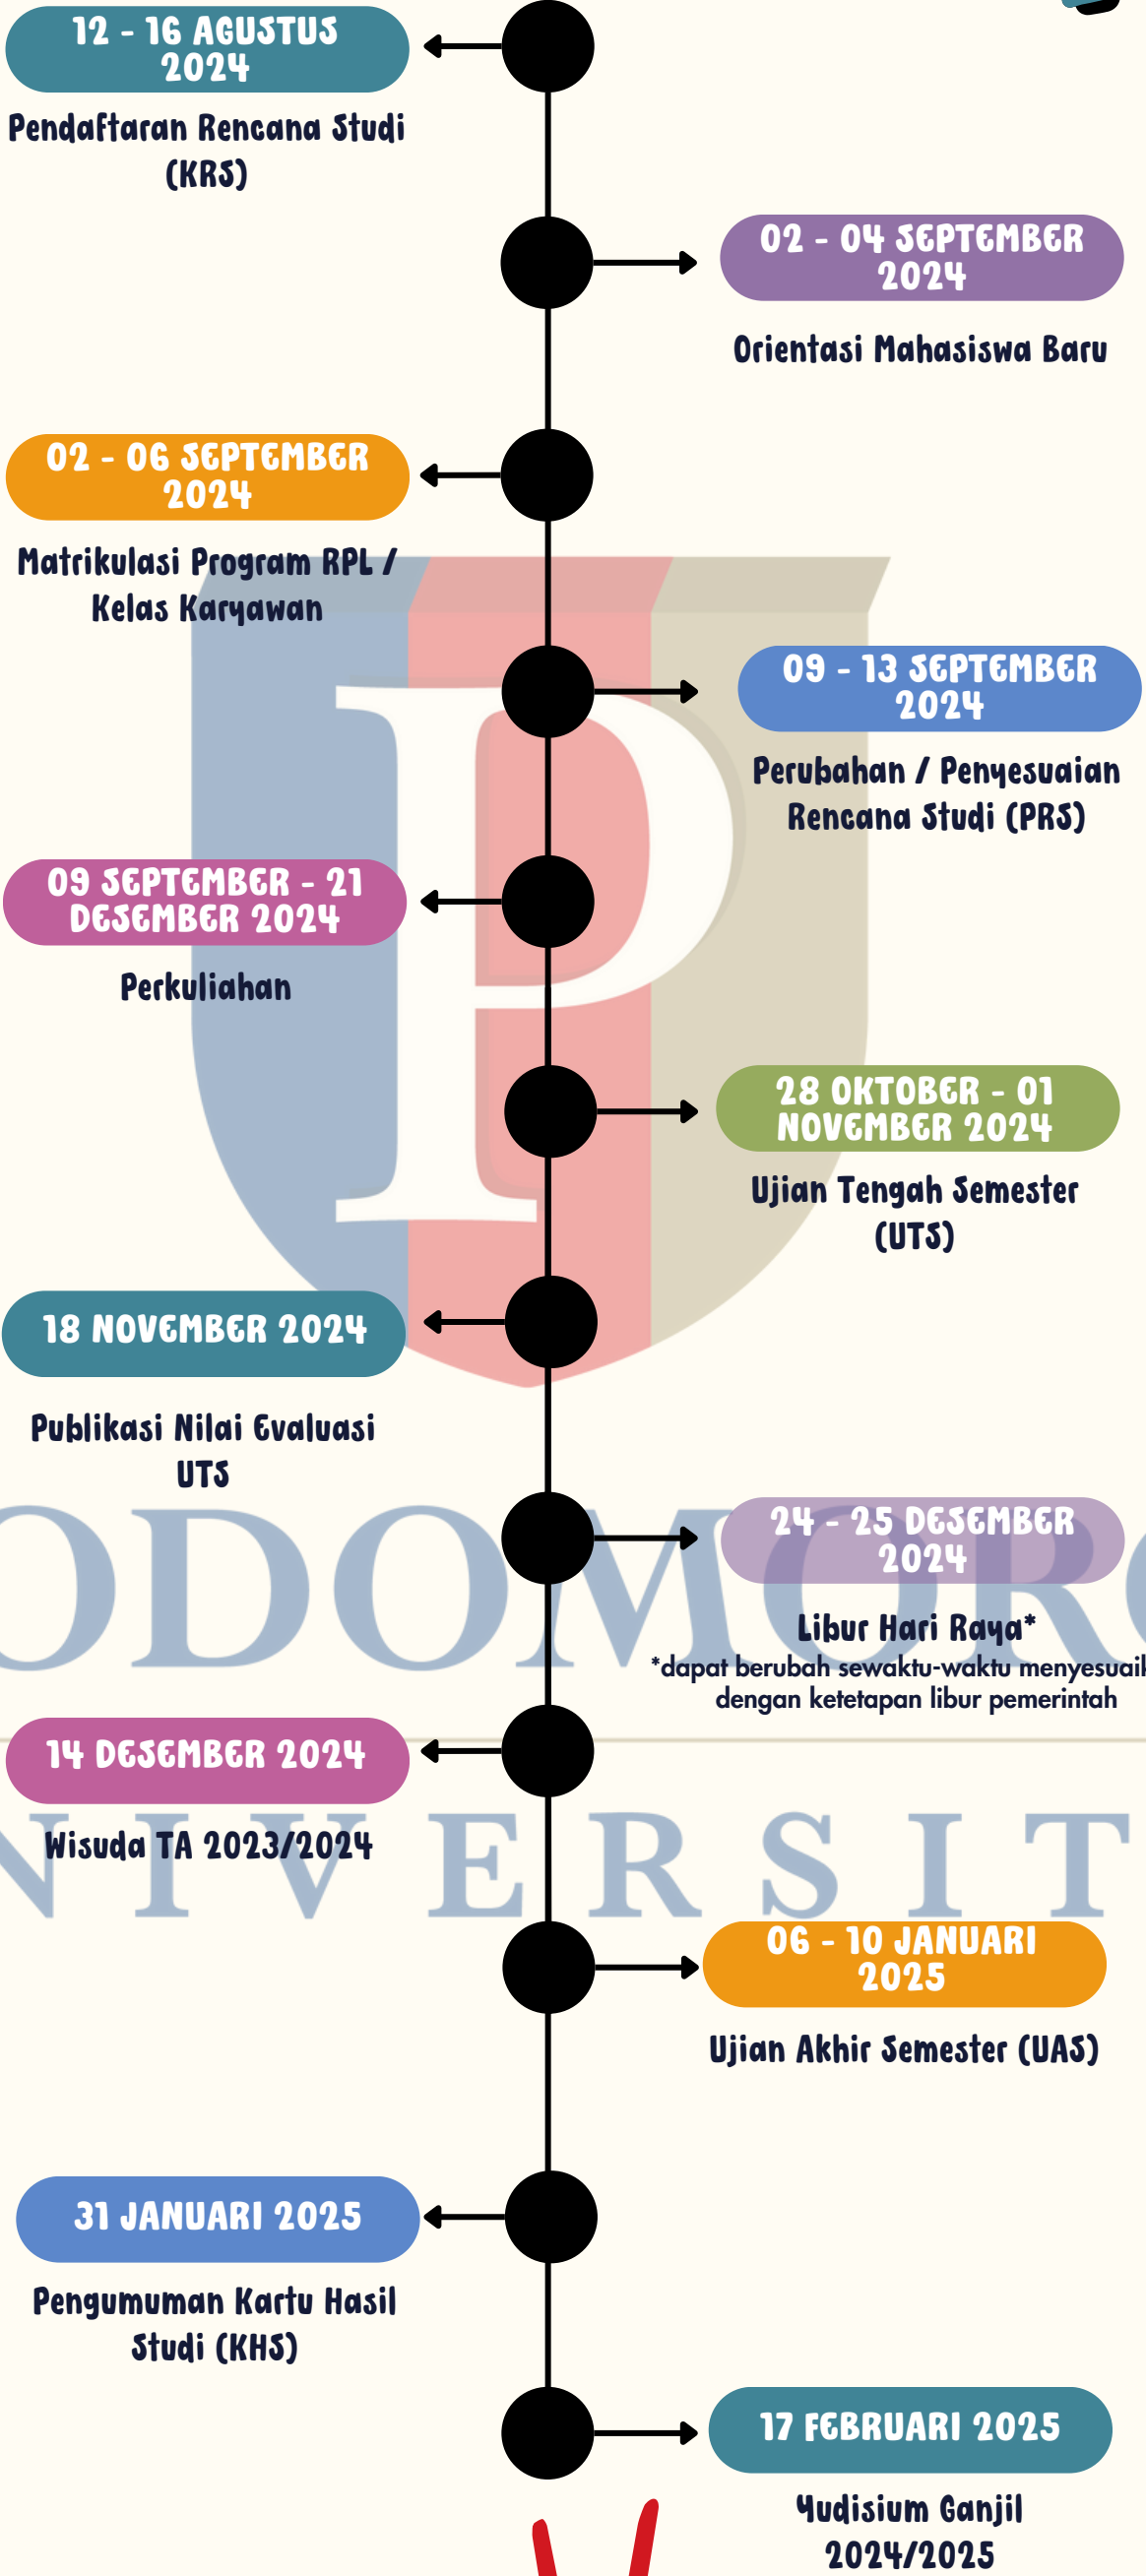 12 - 16 AGUSTUS
2024
Pendaftaran Rencana Studi
(KRS)
02 - 04 SEPTEMBER
2024
Orientasi Mahasiswa Baru
02 - 06 SEPTEMBER
2024
Matrikulasi Program RPL /
Kelas Karyawan
09 - 13 SEPTEMBER
2024
Perubahan / Penyesuaian
Rencana Studi (PRS)
09 SEPTEMBER - 21
DESEMBER 2024
Perkuliahan
P
28 OKTOBER - 01
NOVEMBER 2024
Ujian Tengah Semester
(UTS)
18 NOVEMBER 2024
Publikasi Nilai Evaluasi
UTS
ODOMORO
24 - 25 DESEMBER
2024
Libur Hari Raya*
*dapat berubah sewaktu-waktu menyesuaik
dengan ketetapan libur pemerintah
14 DESEMBER 2024
Wisuda TA 2023/2024
NIVERSIT
06 - 10 JANUARI
2025
Ujian Akhir Semester (UAS)
31 JANUARI 2025
Pengumuman Kartu Hasil
Studi (KHS)
17 FEBRUARI 2025
Yudisium Ganjil
2024/2025